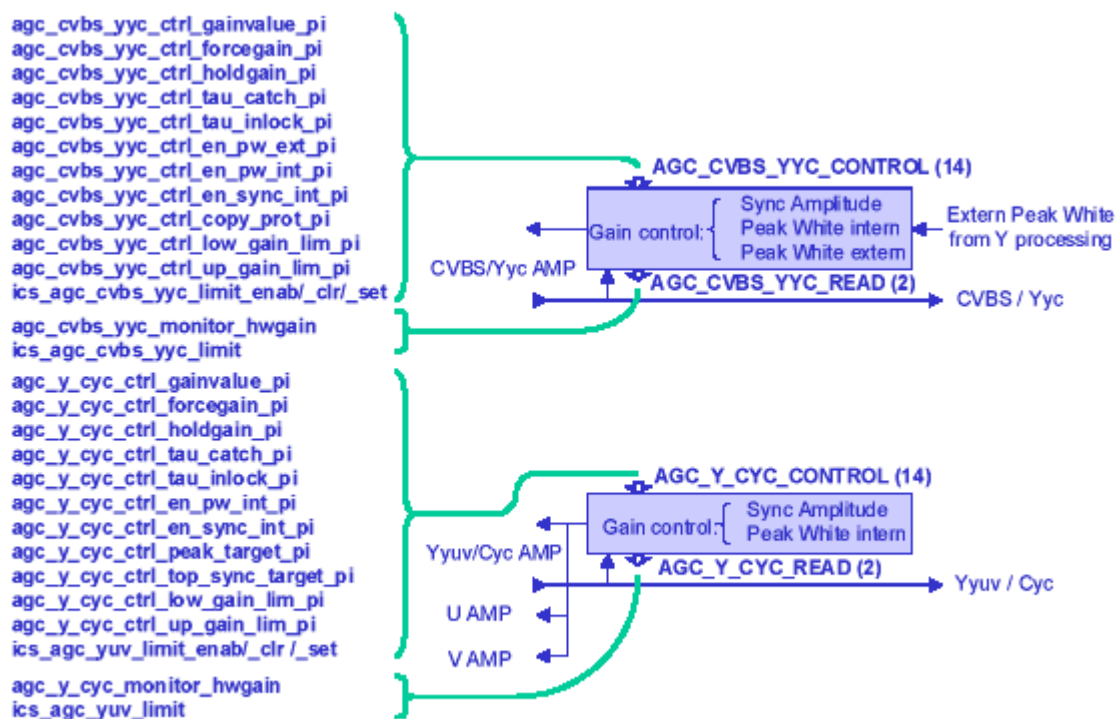 agc_cvbs_yyc_ctrl_gainvalue_pi
agc_cvbs_yyc_ctrl_forcegain_pi
agc_cvbs_yyc_ctrl_holdgain_pi
agc_cvbs_yyc_ctrl_tau_catch_pi
agc_cvbs_yyc_ctrl_tau_inlock_pi
agc_cvbs_yyc_ctrl_en_pw_ext_pi
agc_cvbs_yyc_ctrl_en_pw_int_pi
agc_cvbs_yyc_ctrl_en_sync_int_pi
agc_cvbs_yyc_ctrl_copy_prot_pi
agc_cvbs_yyc_ctrl_low_gain_lim_pi
agc_cvbs_yyc_ctrl_up_gain_lim_pi
ics_agc_cvbs_yyc_limit_enab/_clr/_set
agc_cvbs_yyc_monitor_hwgain
ics_agc_cvbs_yyc_limit
AGC_CVBS_YYC_CONTROL (14)
Gain control:
Sync Amplitude
Peak White intern
Peak White extern
Extern Peak White
from Y processing
CVBS/Yyc AMP
AGC_CVBS_YYC_READ (2)
CVBS / Yyc
agc_y_cyc_ctrl_gainvalue_pi
agc_y_cyc_ctrl_forcegain_pi
agc_y_cyc_ctrl_holdgain_pi
agc_y_cyc_ctrl_tau_catch_pi
agc_y_cyc_ctrl_tau_inlock_pi
agc_y_cyc_ctrl_en_pw_int_pi
agc_y_cyc_ctrl_en_sync_int_pi
agc_y_cyc_ctrl_peak_target_pi
agc_y_cyc_ctrl_top_sync_target_pi
agc_y_cyc_ctrl_low_gain_lim_pi
agc_y_cyc_ctrl_up_gain_lim_pi
ics_agc_yuv_limit_enab/_clr /_set
agc_y_cyc_monitor_hwgain
ics_agc_yuv_limit
AGC_Y_CYC_CONTROL (14)
Gain control:
Sync Amplitude
Peak White intern
Yyuv/Cyc AMP
AGC_Y_CYC_READ (2)
Yyuv / Cyc
U AMP
V AMP